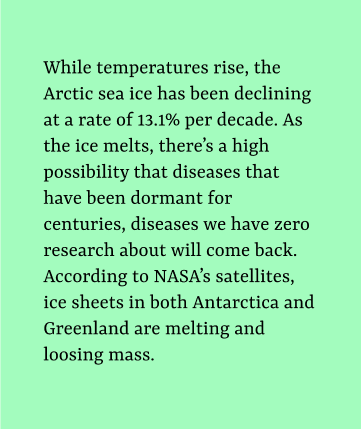 While temperatures rise, the
Arctic sea ice has been declining
at a rate of 13.1% per decade. As
the ice melts, there’s a high
possibility that diseases that
have been dormant for
centuries, diseases we have zero
research about will come back.
According to NASA’s satellites,
ice sheets in both Antarctica and
Greenland are melting and
loosing mass.